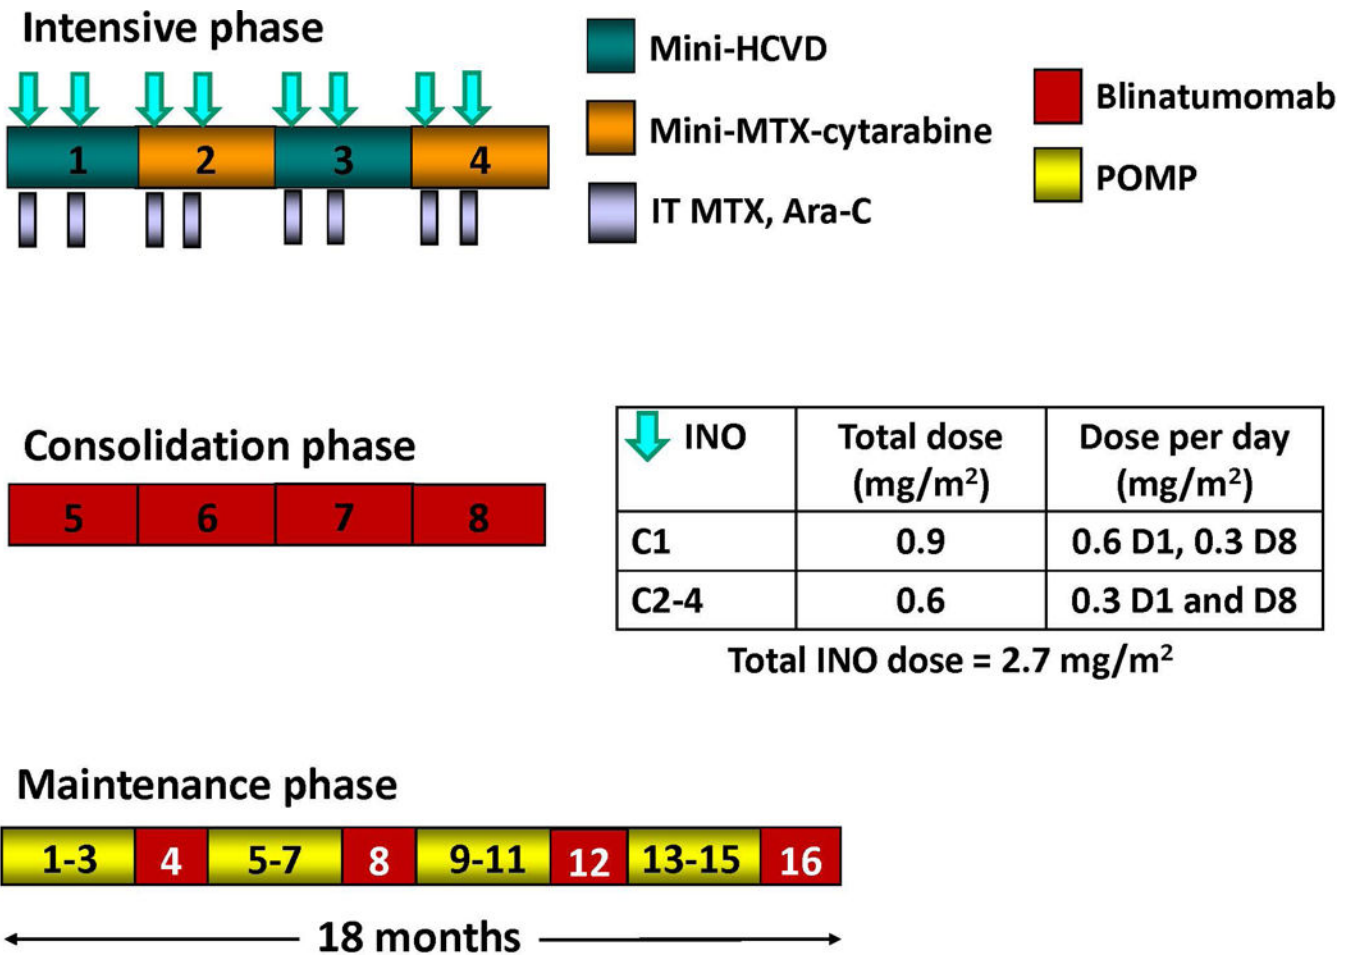 Intensive phase
1 2 3 4
Mini-HCVD
Mini-MTX-cytarabine
IT MTX, Ara-C
Blinatumomab
POMP
Consolidation phase
5 6 7 8
INO Total dose (mg/m²) Dose per day (mg/m²)
C1 0.9 0.6 D1, 0.3 D8
C2-4 0.6 0.3 D1 and D8
Total INO dose = 2.7 mg/m²
Maintenance phase
1-3 4 5-7 8 9-11 12 13-15 16
18 months